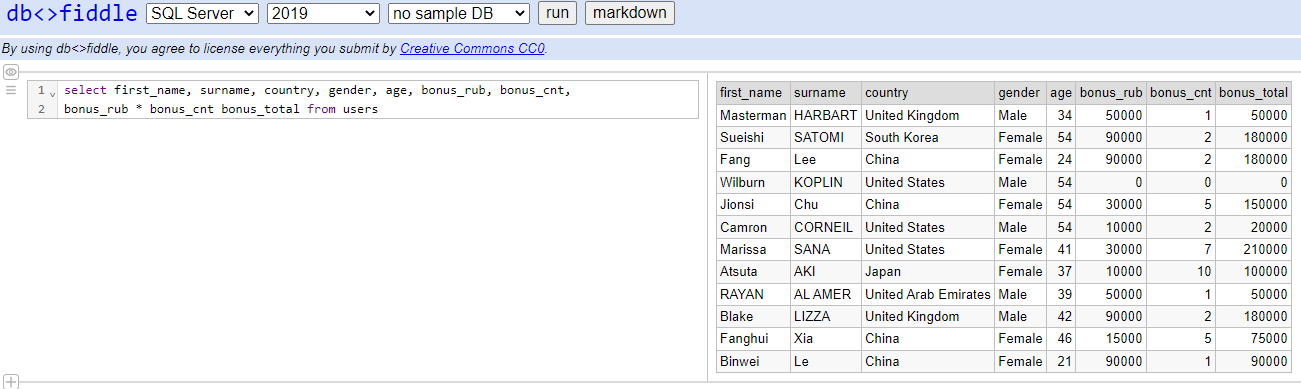 db<>fiddle SQL Server 2019 no sample DB run markdown
By using db<>fiddle, you agree to license everything you submit by Creative Commons CC0.
1 select first_name, surname, country, gender, age, bonus_rub, bonus_cnt,
2 bonus_rub * bonus_cnt bonus_total from users
first_name surname country gender age bonus_rub bonus_cnt bonus_total
Masterman HARBART United Kingdom Male 34 50000 1 50000
Sueishi SATOMI South Korea Female 54 90000 2 180000
Fang Lee China Female 24 90000 2 180000
Wilburn KOPLIN United States Male 54 0 0 0
Jionsi Chu China Female 54 30000 5 150000
Camron CORNEIL United States Male 54 10000 2 20000
Marissa SANA United States Female 41 30000 7 210000
Atsuta AKI Japan Female 37 10000 10 100000
RAYAN AL AMER United Arab Emirates Male 39 50000 1 50000
Blake LIZZA United Kingdom Male 42 90000 2 180000
Fanghui Xia China Female 46 15000 5 75000
Binwei Le China Female 21 90000 1 90000